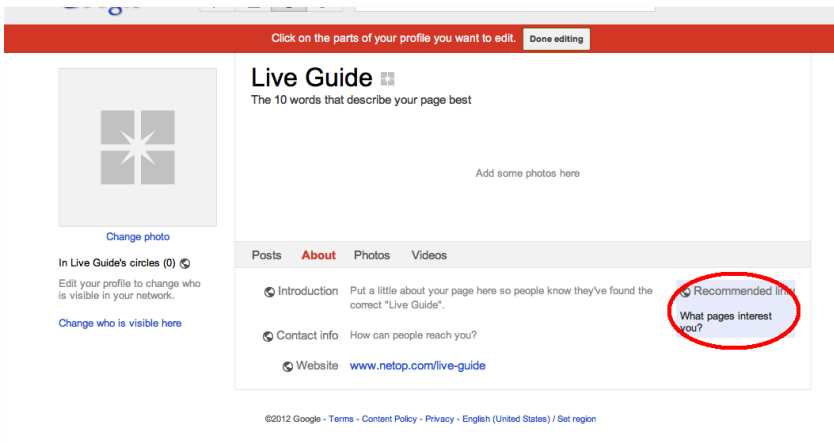 Click on the parts of your profile you want to edit. Done editing
Live Guide
The 10 words that describe your page best
Add some photos here
Change photo
In Live Guide's circles (0)
Edit your profile to change who
is visible in your network.
Change who is visible here
Posts About Photos Videos
Introduction Put a little about your page here so people know they've found the
correct "Live Guide".
Contact info How can people reach you?
Website www.netop.com/live-guide
Recommended links
What pages interest
you?
©2012 Google - Terms - Content Policy - Privacy - English (United States) / Set region